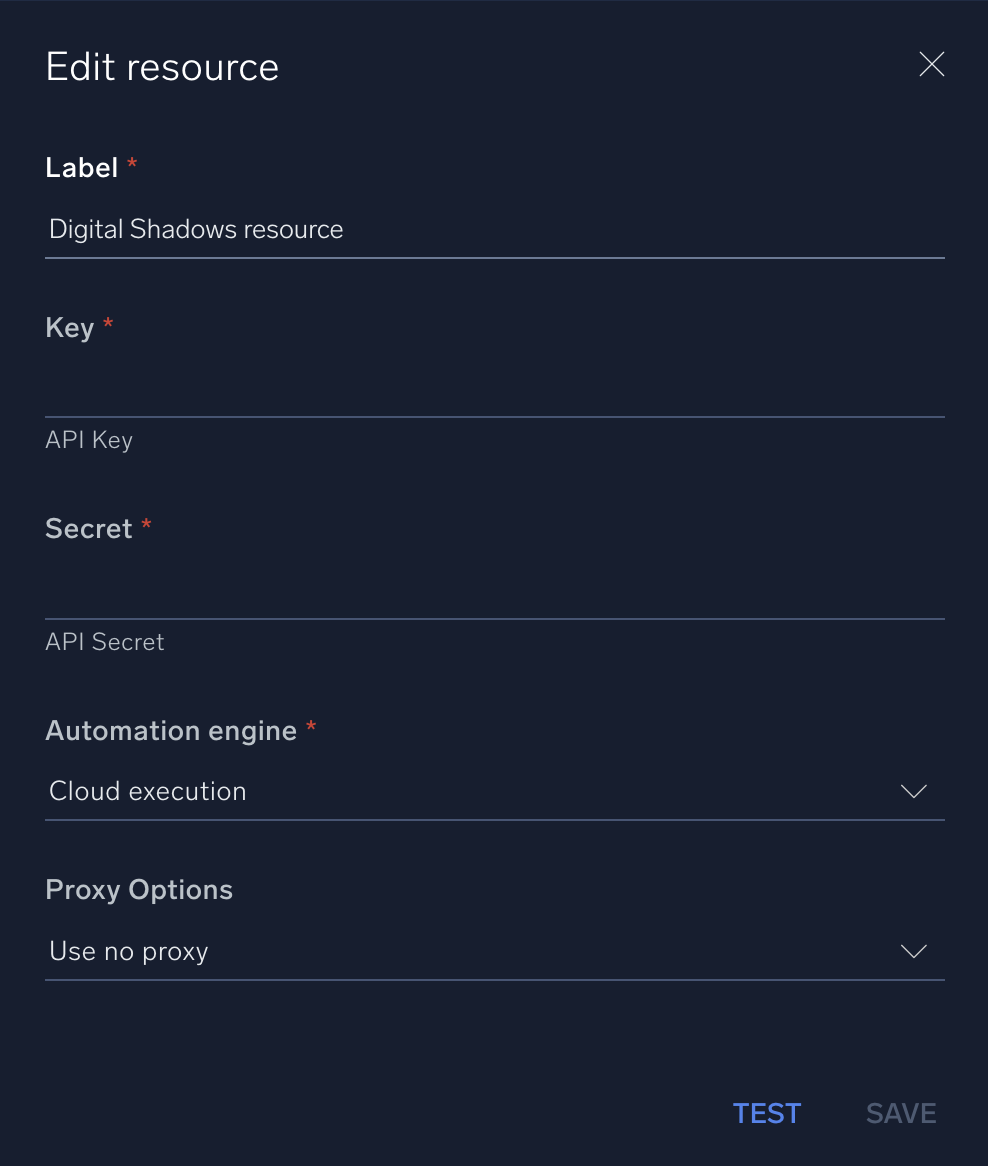 Edit resource
Label *
Digital Shadows resource
Key *
API Key
Secret *
API Secret
Automation engine *
Cloud execution
Proxy Options
Use no proxy
TEST SAVE